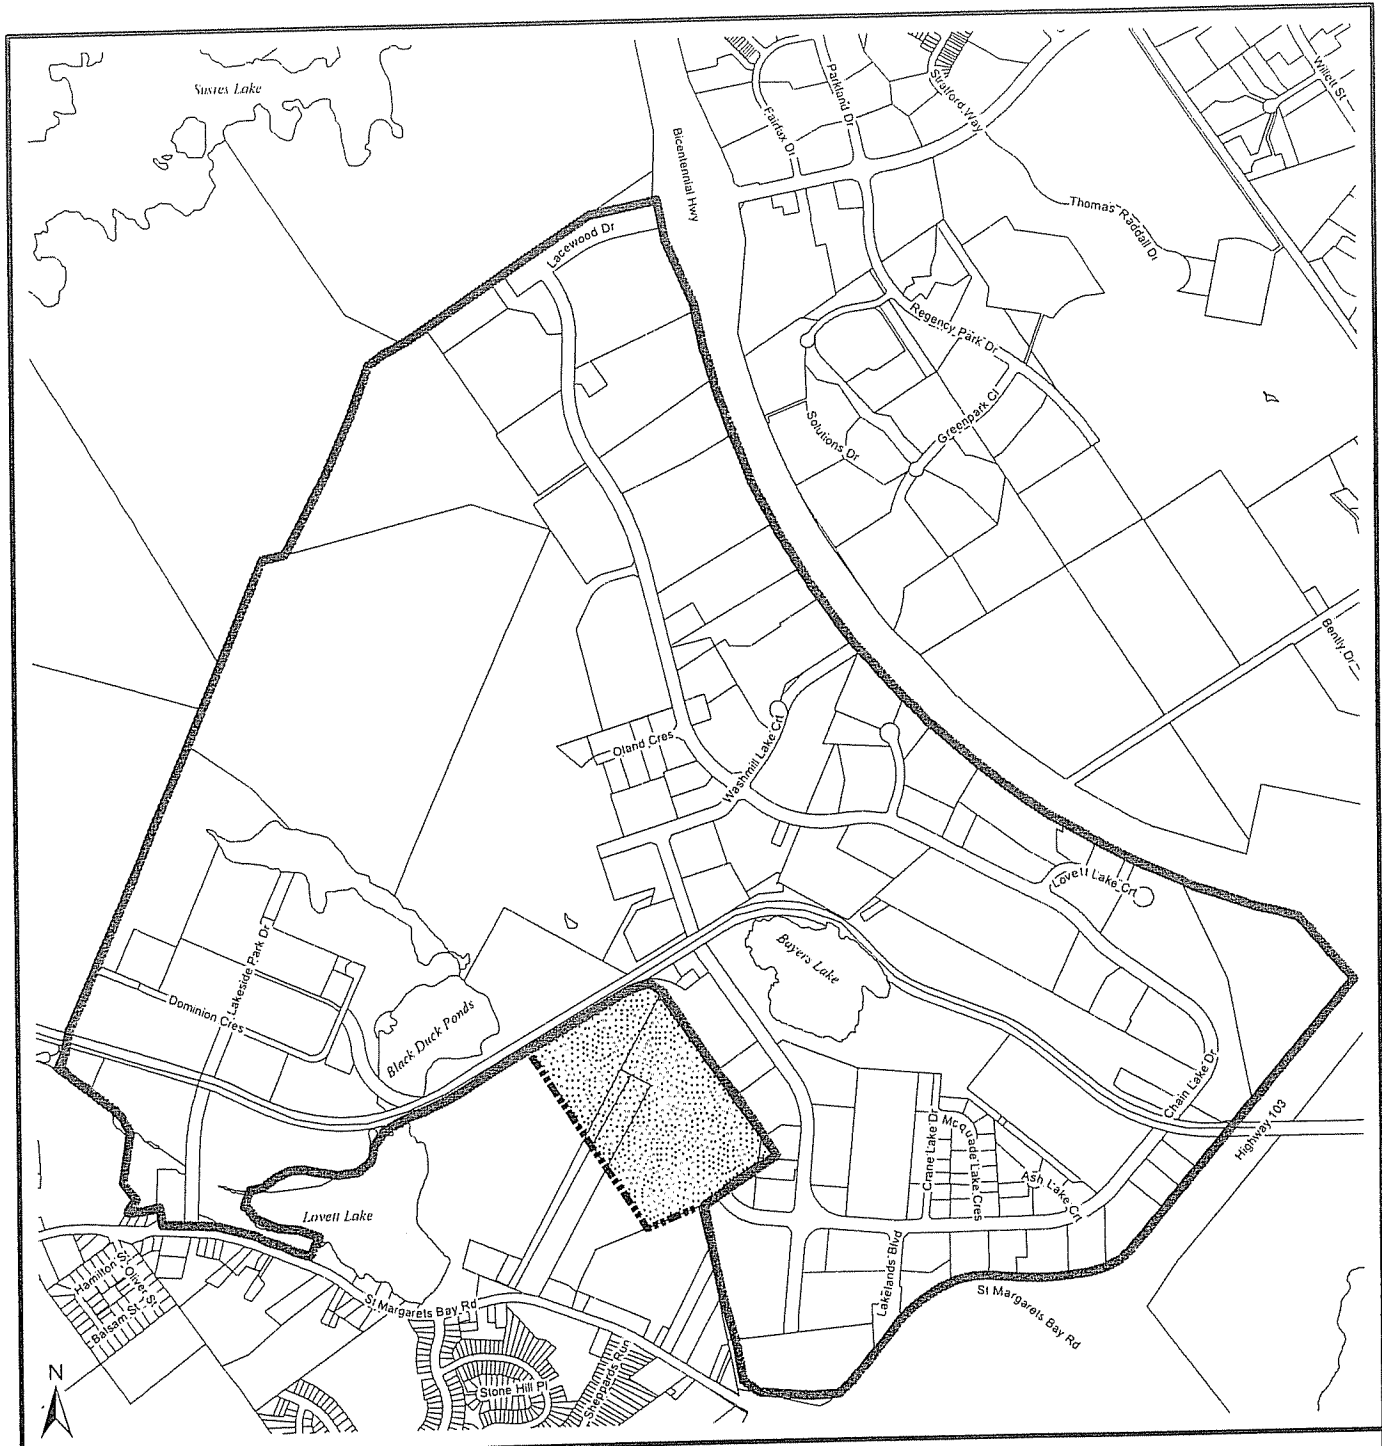 Susies Lake
Bicentennial Hwy
Fairfax Dr
Parkland Dr
Stratford Way
Willett St
Thomas Raddall Dr
Lacewood Dr
Regency Park Dr
Solutions Dr
Greenpark Cl
Bently Dr
Oland Cres
Washmill Lake Crt
Lovett Lake Crt
Lakeside Park Dr
Dominion Cres
Black Duck Ponds
Bayers Lake
Chain Lake Dr
Highway 103
Crane Lake Dr
Mcquade Lake Cres
Ash Lake Crt
Lakelands Blvd
Lovett Lake
Hamilton St
Oliver St
Balsam St
St Margarets Bay Rd
St Margarets Bay Rd
Stone Hill Pl
Sheppards Run
N